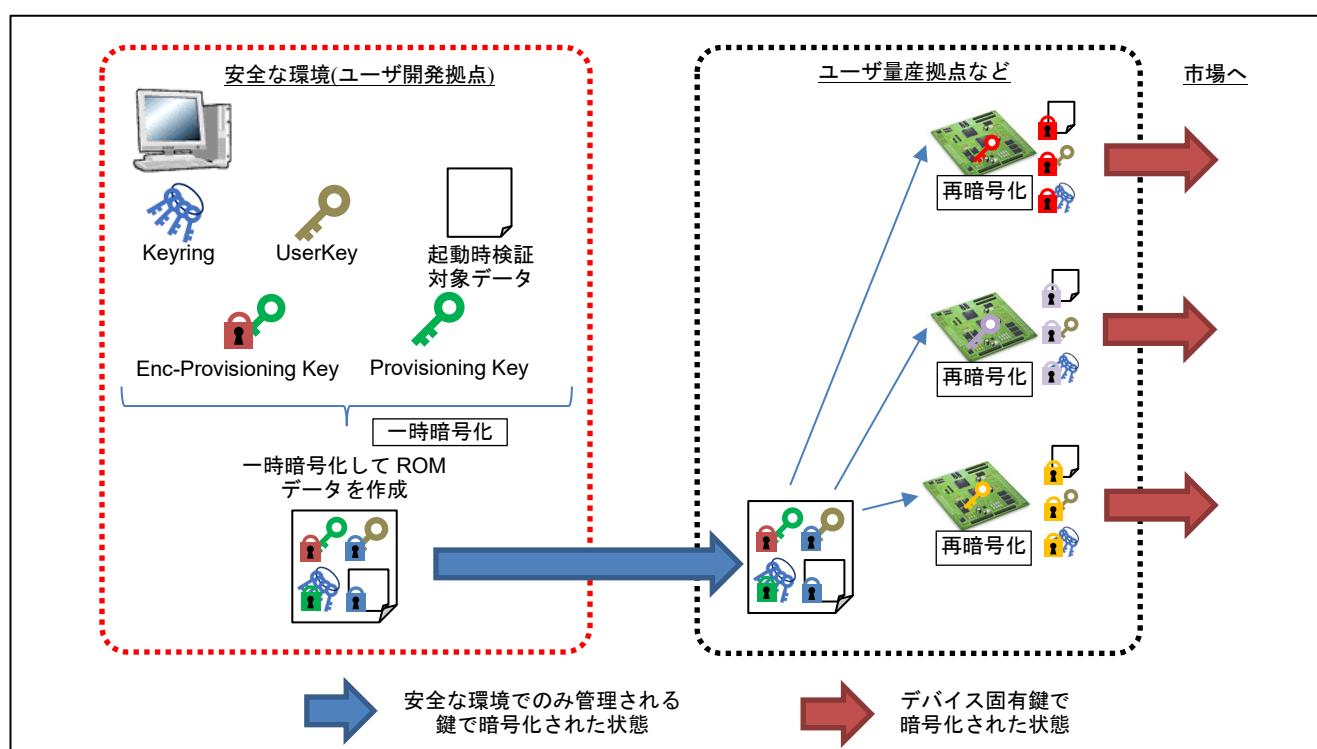 安全な環境(ユーザ開発拠点)
Keyring
UserKey
起動時検証
対象データ
Enc-Provisioning Key
Provisioning Key
一時暗号化
一時暗号化して ROM
データを作成
ユーザ量産拠点など
再暗号化
再暗号化
再暗号化
市場へ
安全な環境でのみ管理される
鍵で暗号化された状態
デバイス固有鍵で
暗号化された状態